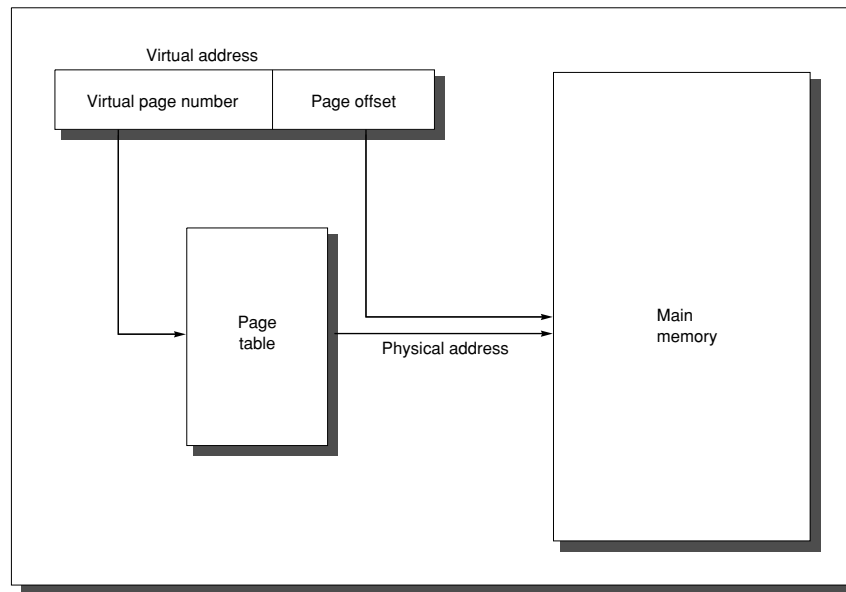 Virtual address
Virtual page number
Page offset
Page
table
Physical address
Main
memory